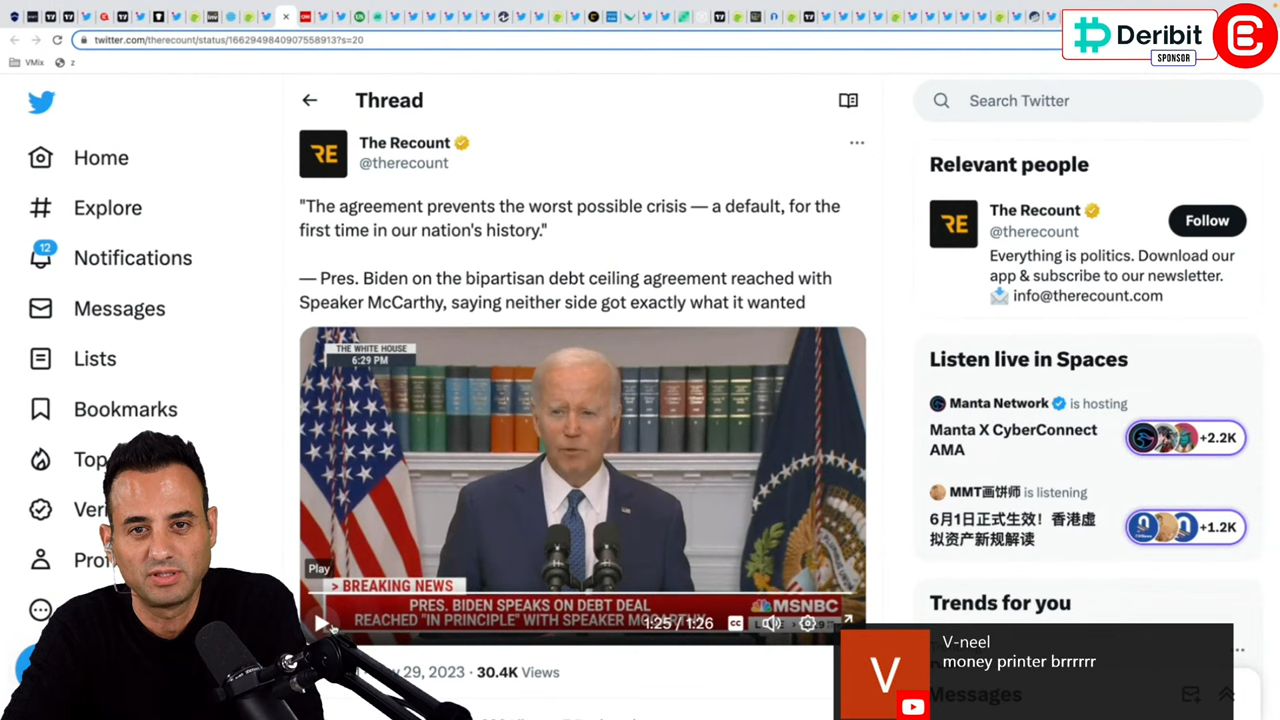 twitter.com/therecount/status/1662949840907558913?s=20
VMix
z
Deribit
SPONSOR
Home
Explore
12
Notifications
Messages
Lists
Bookmarks
Top
Thread
RE
The Recount
@therecount
"The agreement prevents the worst possible crisis — a default, for the
first time in our nation's history."
— Pres. Biden on the bipartisan debt ceiling agreement reached with
Speaker McCarthy, saying neither side got exactly what it wanted
THE WHITE HOUSE
6:29 PM
Play
> BREAKING NEWS
PRES. BIDEN SPEAKS ON DEBT DEAL
REACHED "IN PRINCIPLE" WITH SPEAKER
MSNBC
1:25 / 1:26
CC
29, 2023 · 30.4K Views
Search Twitter
Relevant people
RE
The Recount
@therecount
Follow
Everything is politics. Download our
app & subscribe to our newsletter.
info@therecount.com
Listen live in Spaces
Manta Network is hosting
Manta X CyberConnect
AMA
+2.2K
MMT画饼师 is listening
6月1日正式生效！香港虚
拟资产新规解读
+1.2K
Trends for you
V
V-neel
money printer brrrrrr
Messages